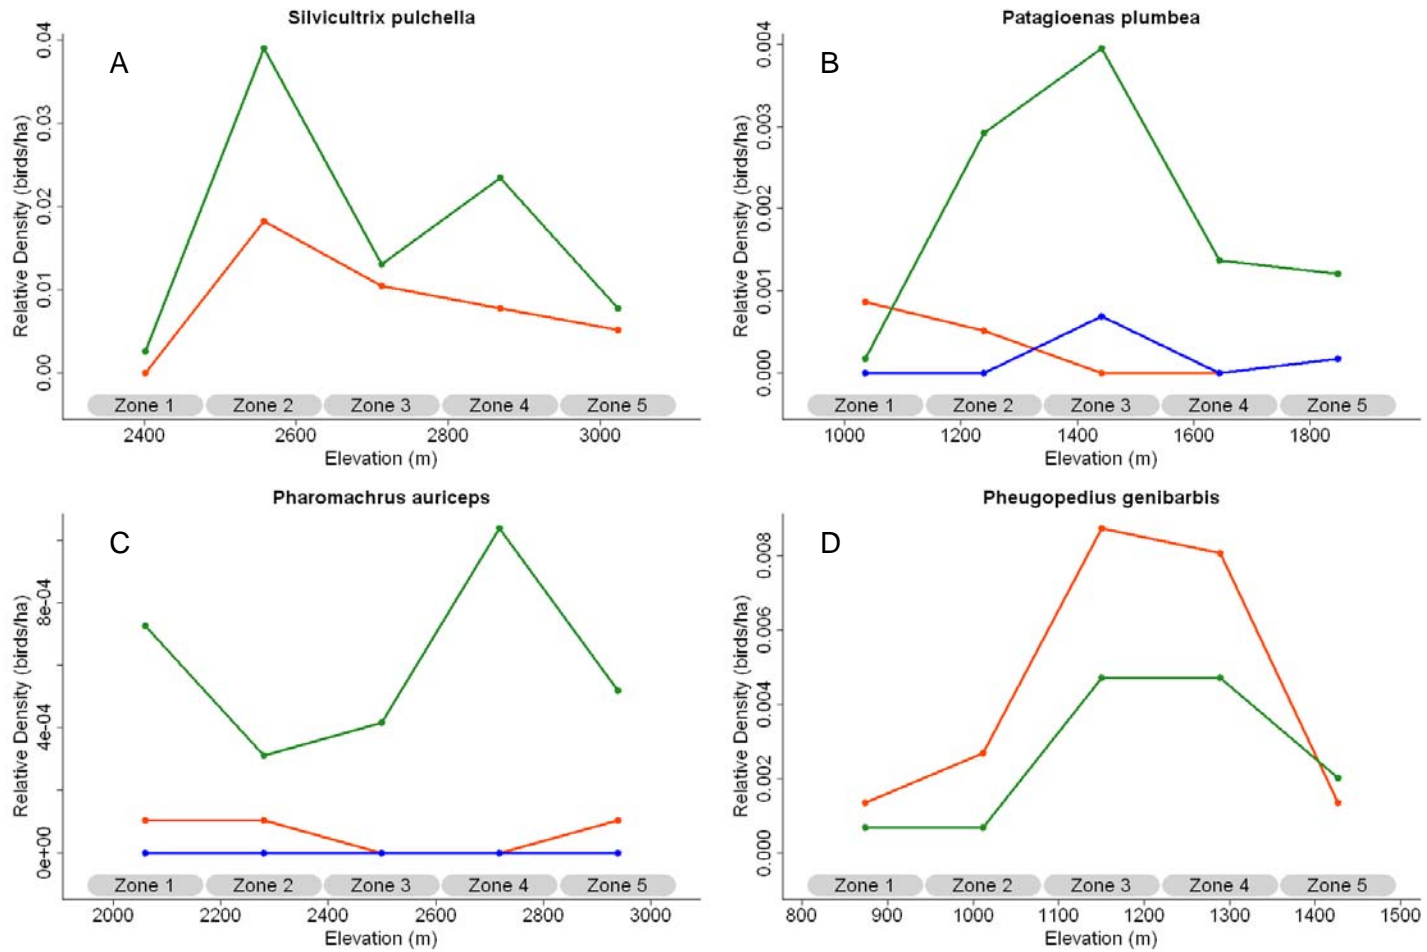 Silvicultrix pulchella
A
Relative Density (birds/ha)
0.04
0.03
0.02
0.01
0.00
Zone 1 Zone 2 Zone 3 Zone 4 Zone 5
2400 2600 2800 3000
Elevation (m)
Patagioenas plumbea
B
Relative Density (birds/ha)
0.004
0.003
0.002
0.001
0.000
Zone 1 Zone 2 Zone 3 Zone 4 Zone 5
1000 1200 1400 1600 1800
Elevation (m)
Pharomachrus auriceps
C
Relative Density (birds/ha)
8e-04
4e-04
0e+00
Zone 1 Zone 2 Zone 3 Zone 4 Zone 5
2000 2200 2400 2600 2800 3000
Elevation (m)
Pheugopedius genibarbis
D
Relative Density (birds/ha)
0.008
0.006
0.004
0.002
0.000
Zone 1 Zone 2 Zone 3 Zone 4 Zone 5
800 900 1000 1100 1200 1300 1400 1500
Elevation (m)